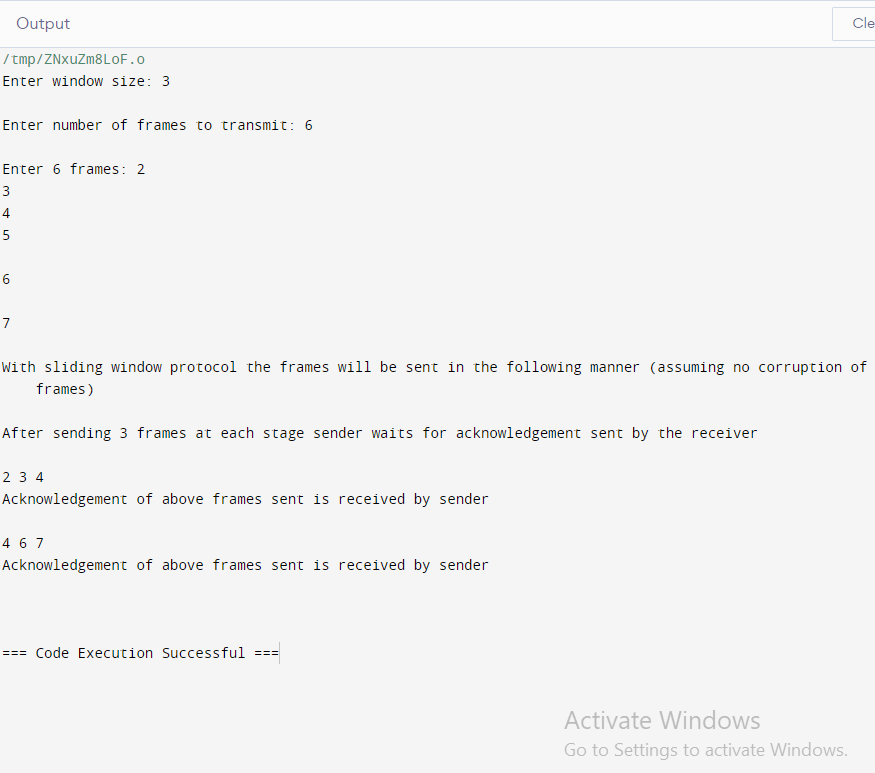 Output
Cle
/tmp/ZNxuZm8LoF.o
Enter window size: 3
Enter number of frames to transmit: 6
Enter 6 frames: 2
3
4
5
6
7
With sliding window protocol the frames will be sent in the following manner (assuming no corruption of
frames)
After sending 3 frames at each stage sender waits for acknowledgement sent by the receiver
2 3 4
Acknowledgement of above frames sent is received by sender
4 6 7
Acknowledgement of above frames sent is received by sender
=== Code Execution Successful ===
Activate Windows
Go to Settings to activate Windows.